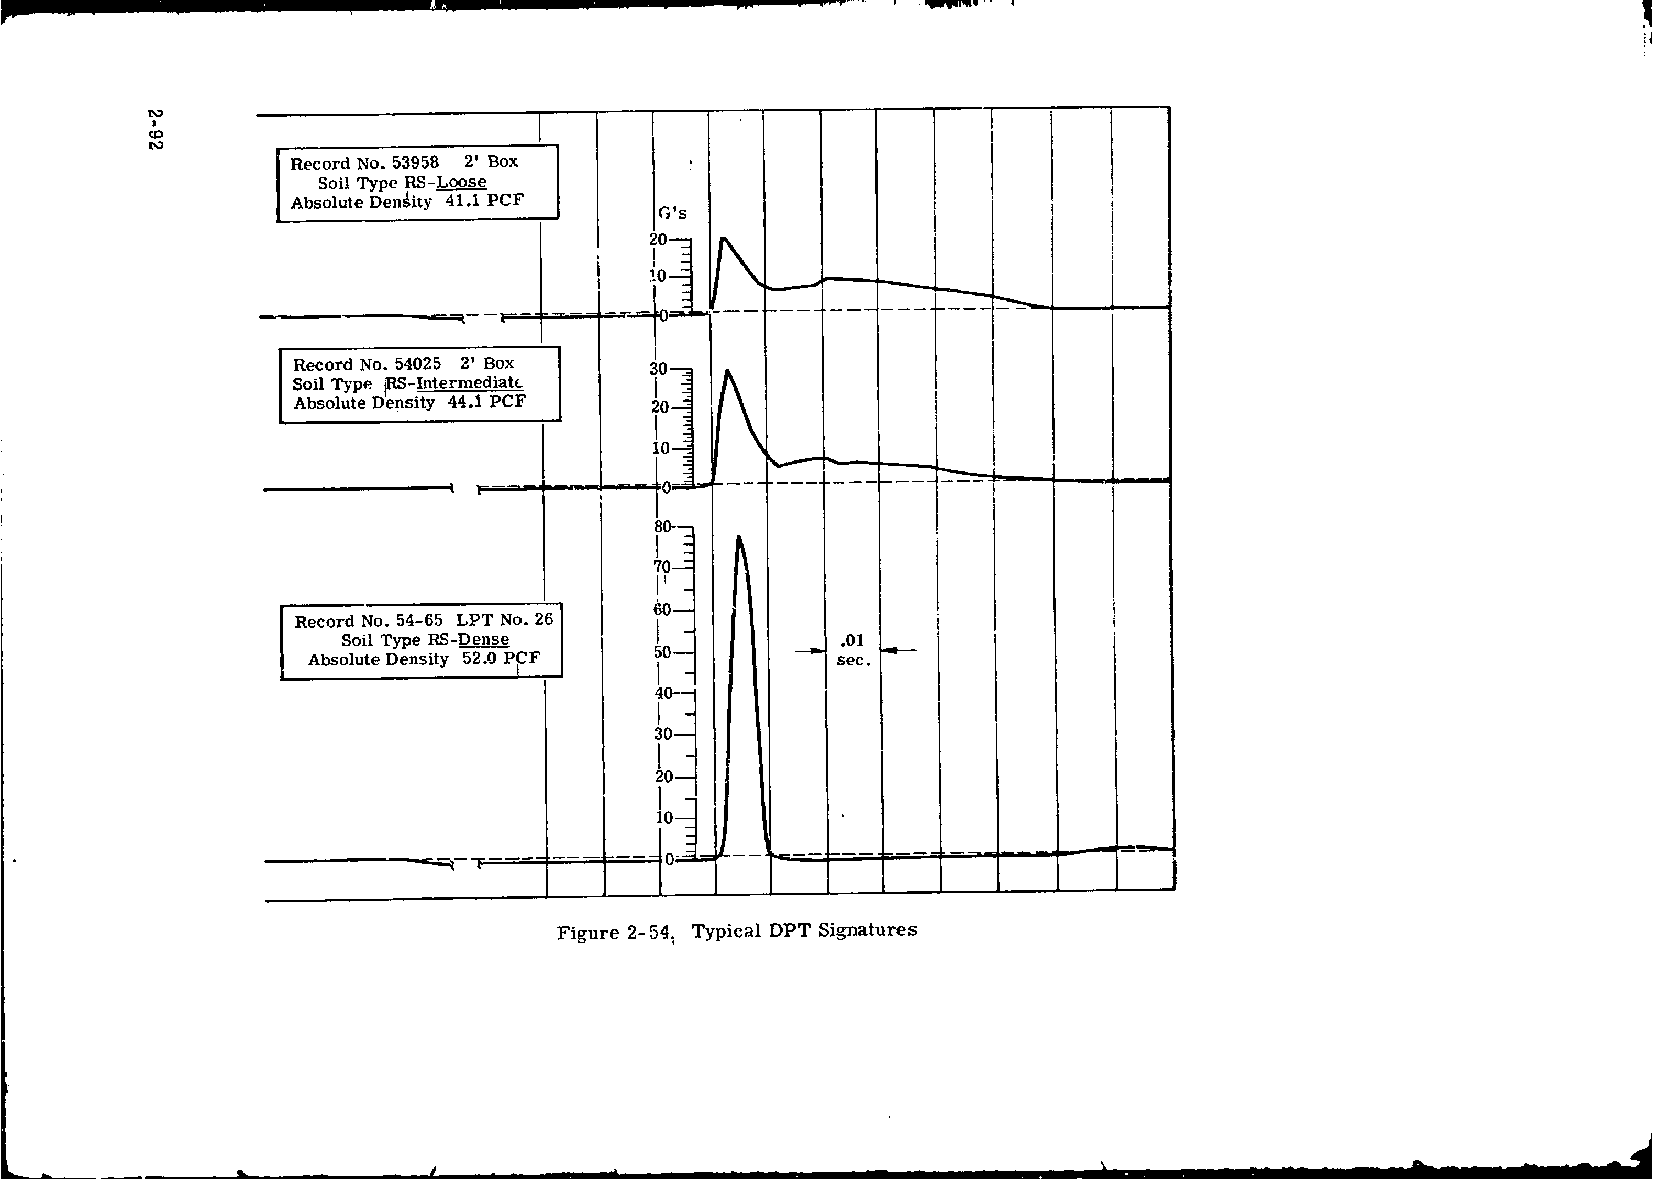 2-92
Record No. 53958 2' Box
Soil Type RS-Loose
Absolute Density 41.1 PCF
G's
20
10
0
Record No. 54025 2' Box
Soil Type RS-Intermediate
Absolute Density 44.1 PCF
30
20
10
0
80
70
60
50
40
30
20
10
0
Record No. 54-65 LPT No. 26
Soil Type RS-Dense
Absolute Density 52.0 PCF
.01
sec.
Figure 2-54. Typical DPT Signatures